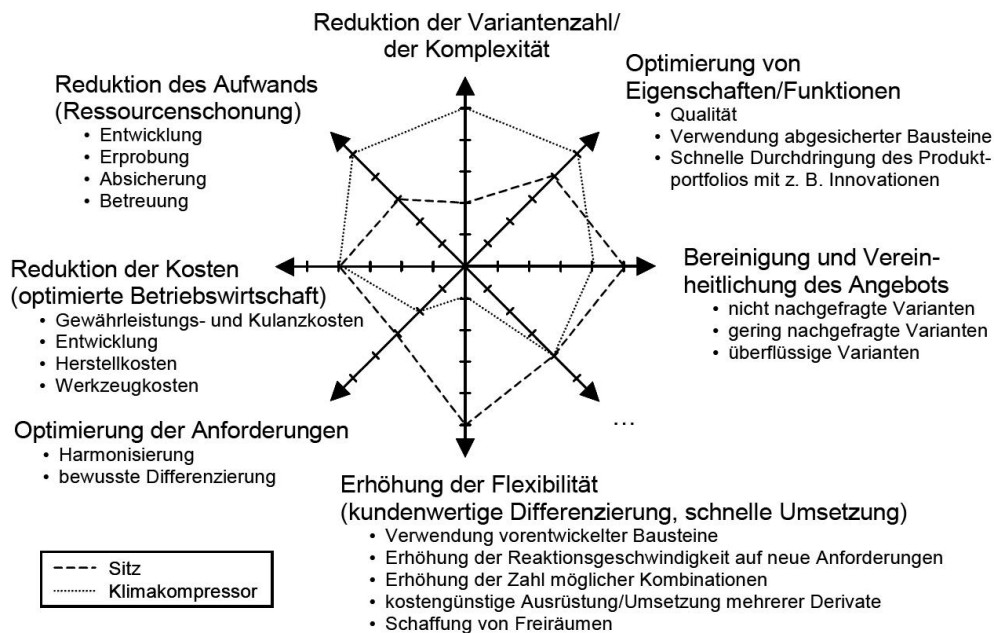 Reduktion der Variantenzahl/
der Komplexität
Optimierung von
Eigenschaften/Funktionen
• Qualität
• Verwendung abgesicherter Bausteine
• Schnelle Durchdringung des Produkt-
portfolios mit z. B. Innovationen
Reduktion des Aufwands
(Ressourcenschonung)
• Entwicklung
• Erprobung
• Absicherung
• Betreuung
Bereinigung und Verein-
heitlichung des Angebots
• nicht nachgefragte Varianten
• gering nachgefragte Varianten
• überflüssige Varianten
Reduktion der Kosten
(optimierte Betriebswirtschaft)
• Gewährleistungs- und Kulanzkosten
• Entwicklung
• Herstellkosten
• Werkzeugkosten
...
Optimierung der Anforderungen
• Harmonisierung
• bewusste Differenzierung
Erhöhung der Flexibilität
(kundenwertige Differenzierung, schnelle Umsetzung)
• Verwendung vorentwickelter Bausteine
• Erhöhung der Reaktionsgeschwindigkeit auf neue Anforderungen
• Erhöhung der Zahl möglicher Kombinationen
• kostengünstige Ausrüstung/Umsetzung mehrerer Derivate
• Schaffung von Freiräumen
Sitz
Klimakompressor